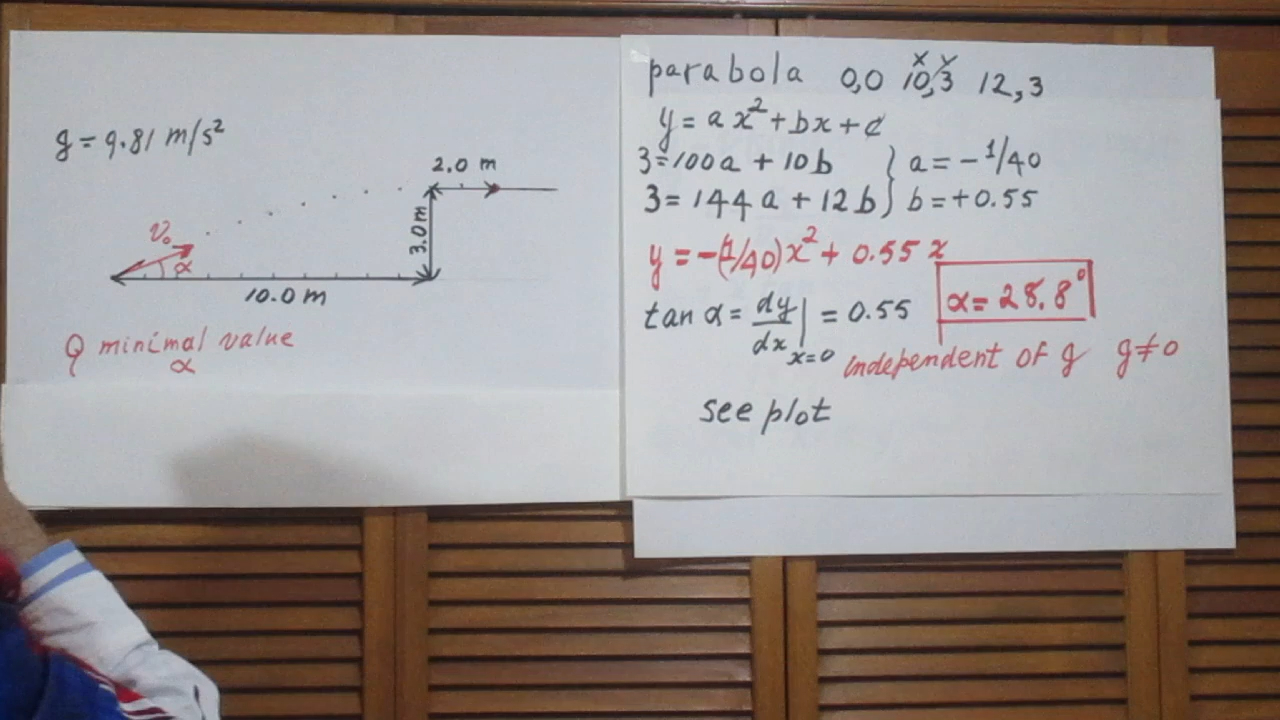 g = 9.81 m/s²
2.0 m
3.0 m
v₀
α
10.0 m
Q minimal value
α
x y
parabola 0,0 10,3 12,3
y = ax² + bx + c
3 = 100a + 10b } a = -1/40
3 = 144a + 12b } b = +0.55
y = -(1/40)x² + 0.55 x
tan α = dy/dx |x=0 = 0.55 α = 28.8°
independent of g g≠0
see plot